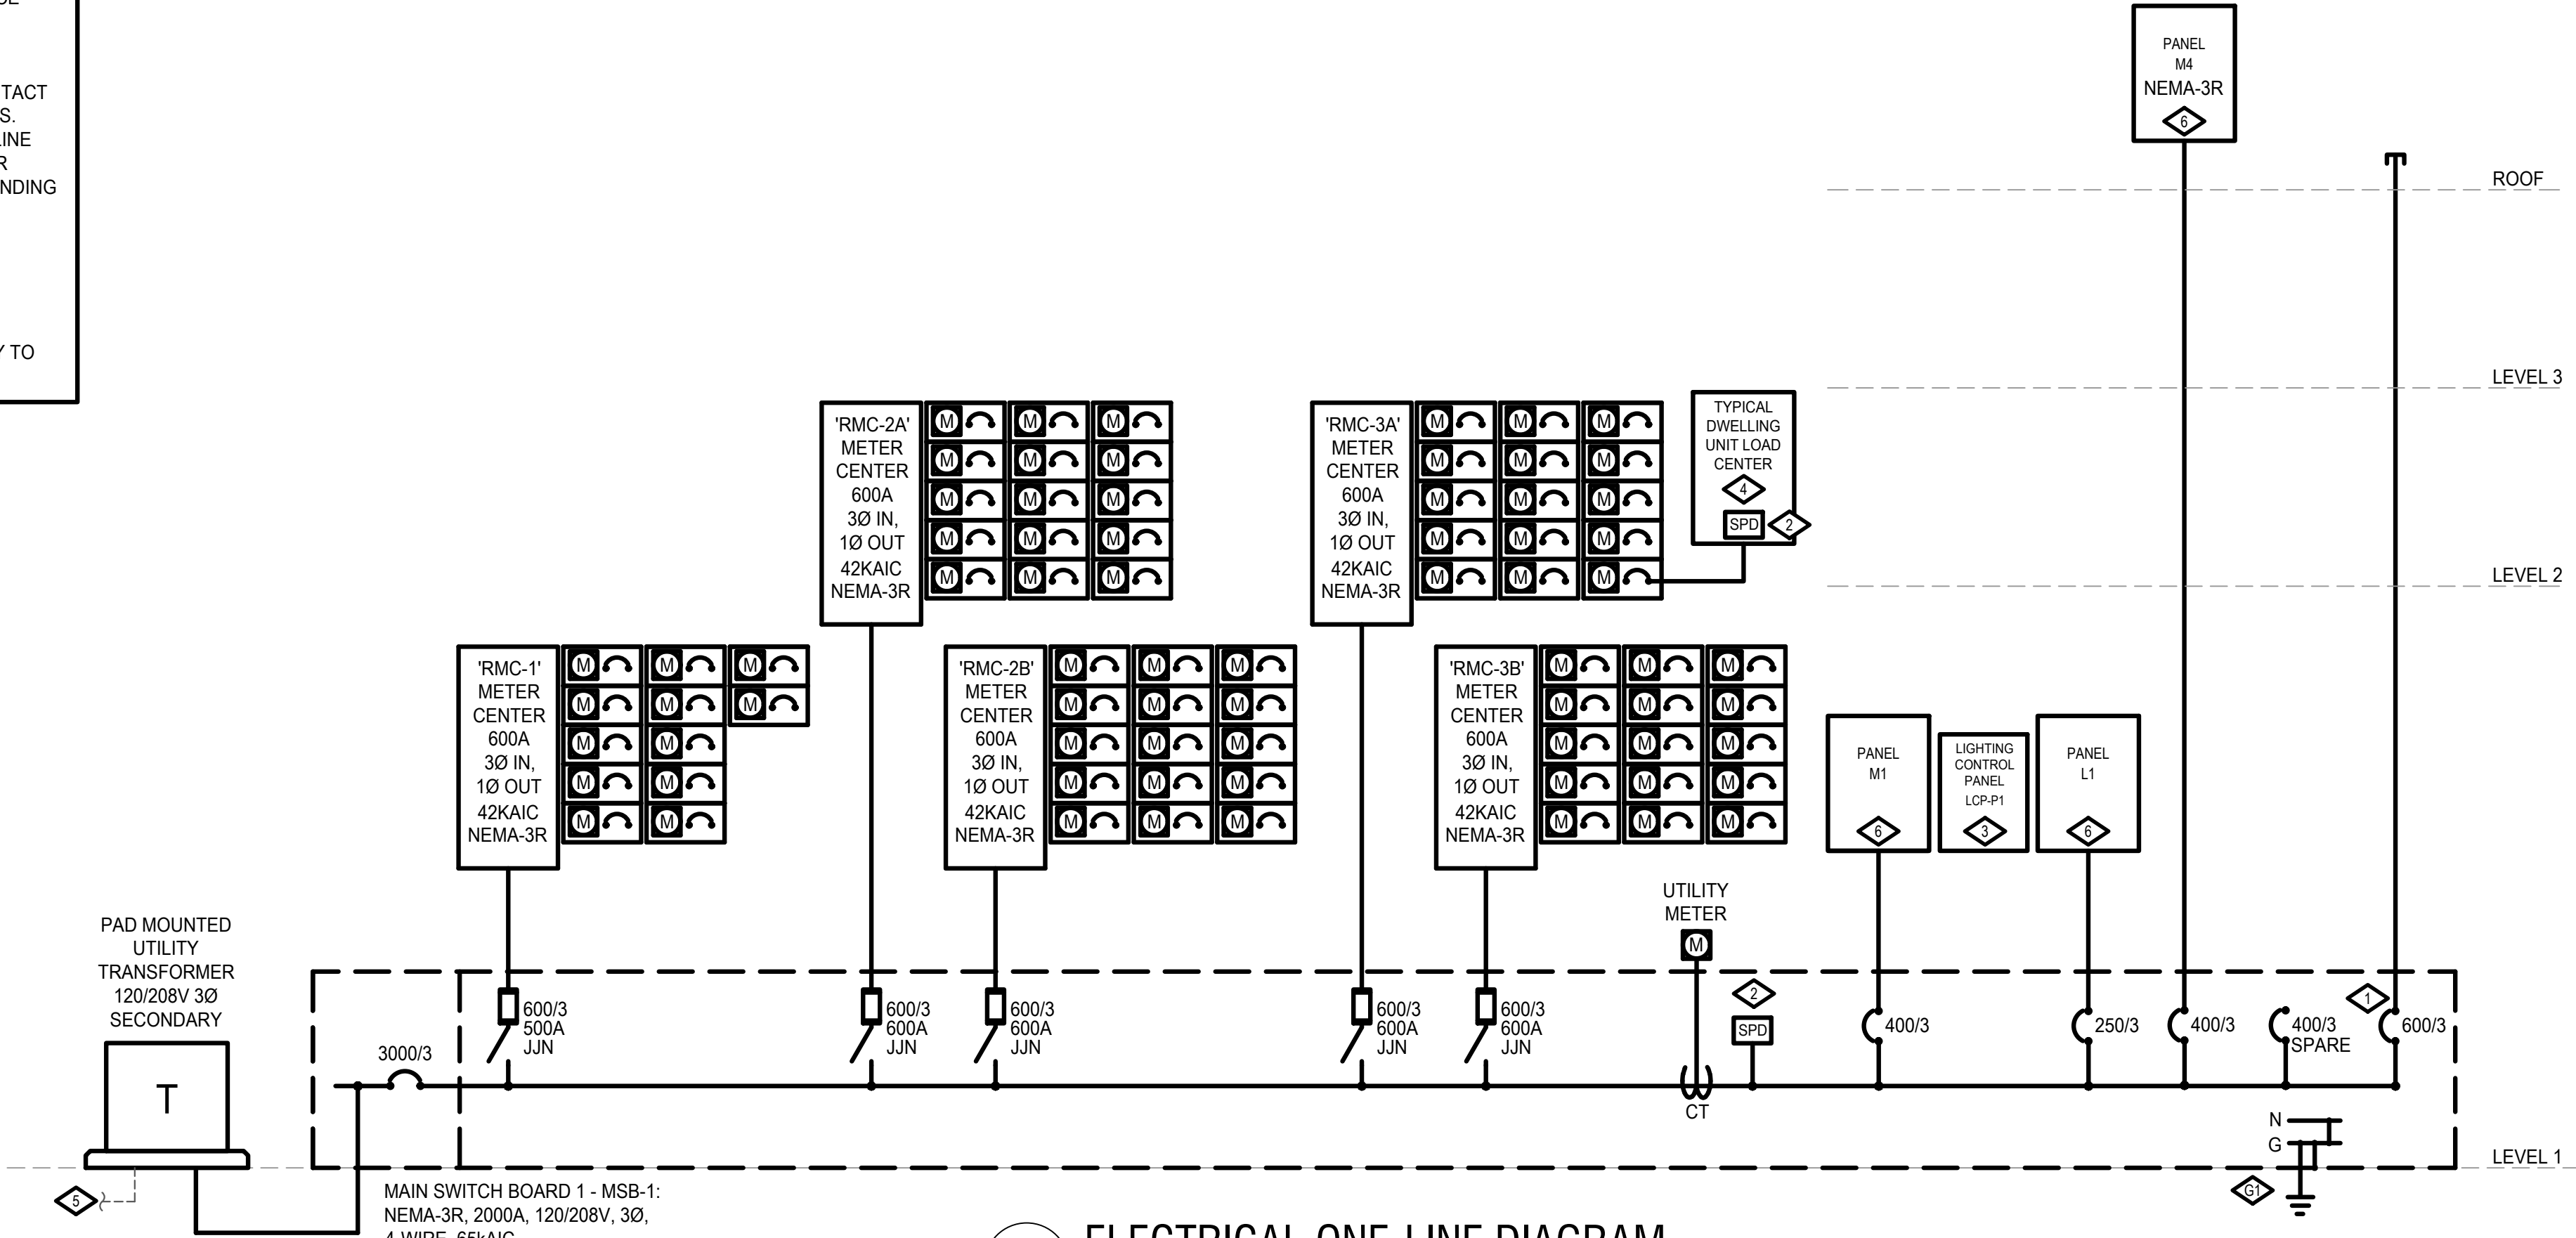 TACT
S.
LINE
R
NDING
Y TO
PANEL
M4
NEMA-3R
6
ROOF
LEVEL 3
LEVEL 2
'RMC-2A'
METER
CENTER
600A
3Ø IN,
1Ø OUT
42KAIC
NEMA-3R
M M M
M M M
M M M
M M M
M M M
'RMC-3A'
METER
CENTER
600A
3Ø IN,
1Ø OUT
42KAIC
NEMA-3R
M M M
M M M
M M M
M M M
M M M
TYPICAL
DWELLING
UNIT LOAD
CENTER
4
SPD 2
'RMC-1'
METER
CENTER
600A
3Ø IN,
1Ø OUT
42KAIC
NEMA-3R
M M M
M M M
M M
M M
M M
'RMC-2B'
METER
CENTER
600A
3Ø IN,
1Ø OUT
42KAIC
NEMA-3R
M M M
M M M
M M M
M M M
M M M
'RMC-3B'
METER
CENTER
600A
3Ø IN,
1Ø OUT
42KAIC
NEMA-3R
M M M
M M M
M M M
M M M
M M M
PANEL
M1
6
LIGHTING
CONTROL
PANEL
LCP-P1
3
PANEL
L1
6
UTILITY
METER
M
PAD MOUNTED
UTILITY
TRANSFORMER
120/208V 3Ø
SECONDARY
T
5
3000/3
600/3
500A
JJN
600/3
600A
JJN
600/3
600A
JJN
600/3
600A
JJN
600/3
600A
JJN
2
SPD
CT
400/3
250/3
400/3
400/3
SPARE
1
600/3
N
G
G1
LEVEL 1
MAIN SWITCH BOARD 1 - MSB-1:
NEMA-3R, 2000A, 120/208V, 3Ø,
4-WIRE, 65kAIC
ELECTRICAL ONE-LINE DIAGRAM